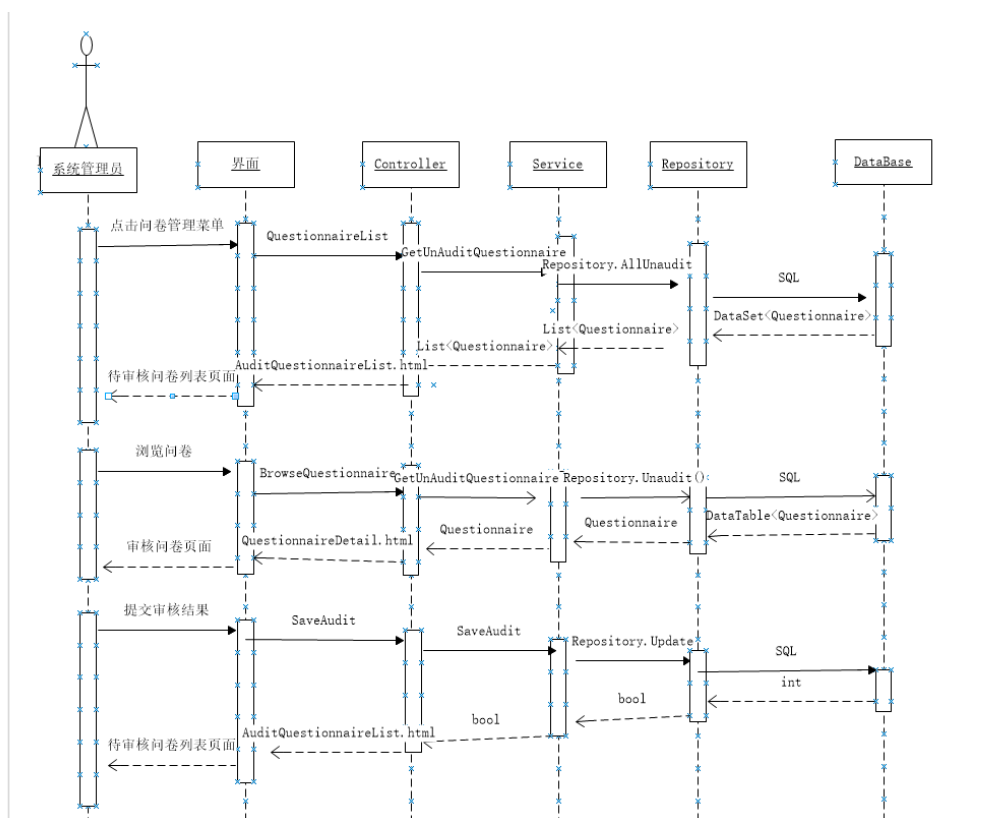 系统管理员
界面
Controller
Service
Repository
DataBase
点击问卷管理菜单
QuestionnaireList
GetUnAuditQuestionnaire
Repository.AllUnaudit
SQL
DataSet<Questionnaire>
List<Questionnaire>
List<Questionnaire>
AuditQuestionnaireList.html
待审核问卷列表页面
浏览问卷
BrowseQuestionnaire
GetUnAuditQuestionnaire
Repository.Unaudit()
SQL
DataTable<Questionnaire>
Questionnaire
Questionnaire
QuestionnaireDetail.html
审核问卷页面
提文审核结果
SaveAudit
SaveAudit
Repository.Update
SQL
int
bool
bool
AuditQuestionnaireList.html
待审核问卷列表页面